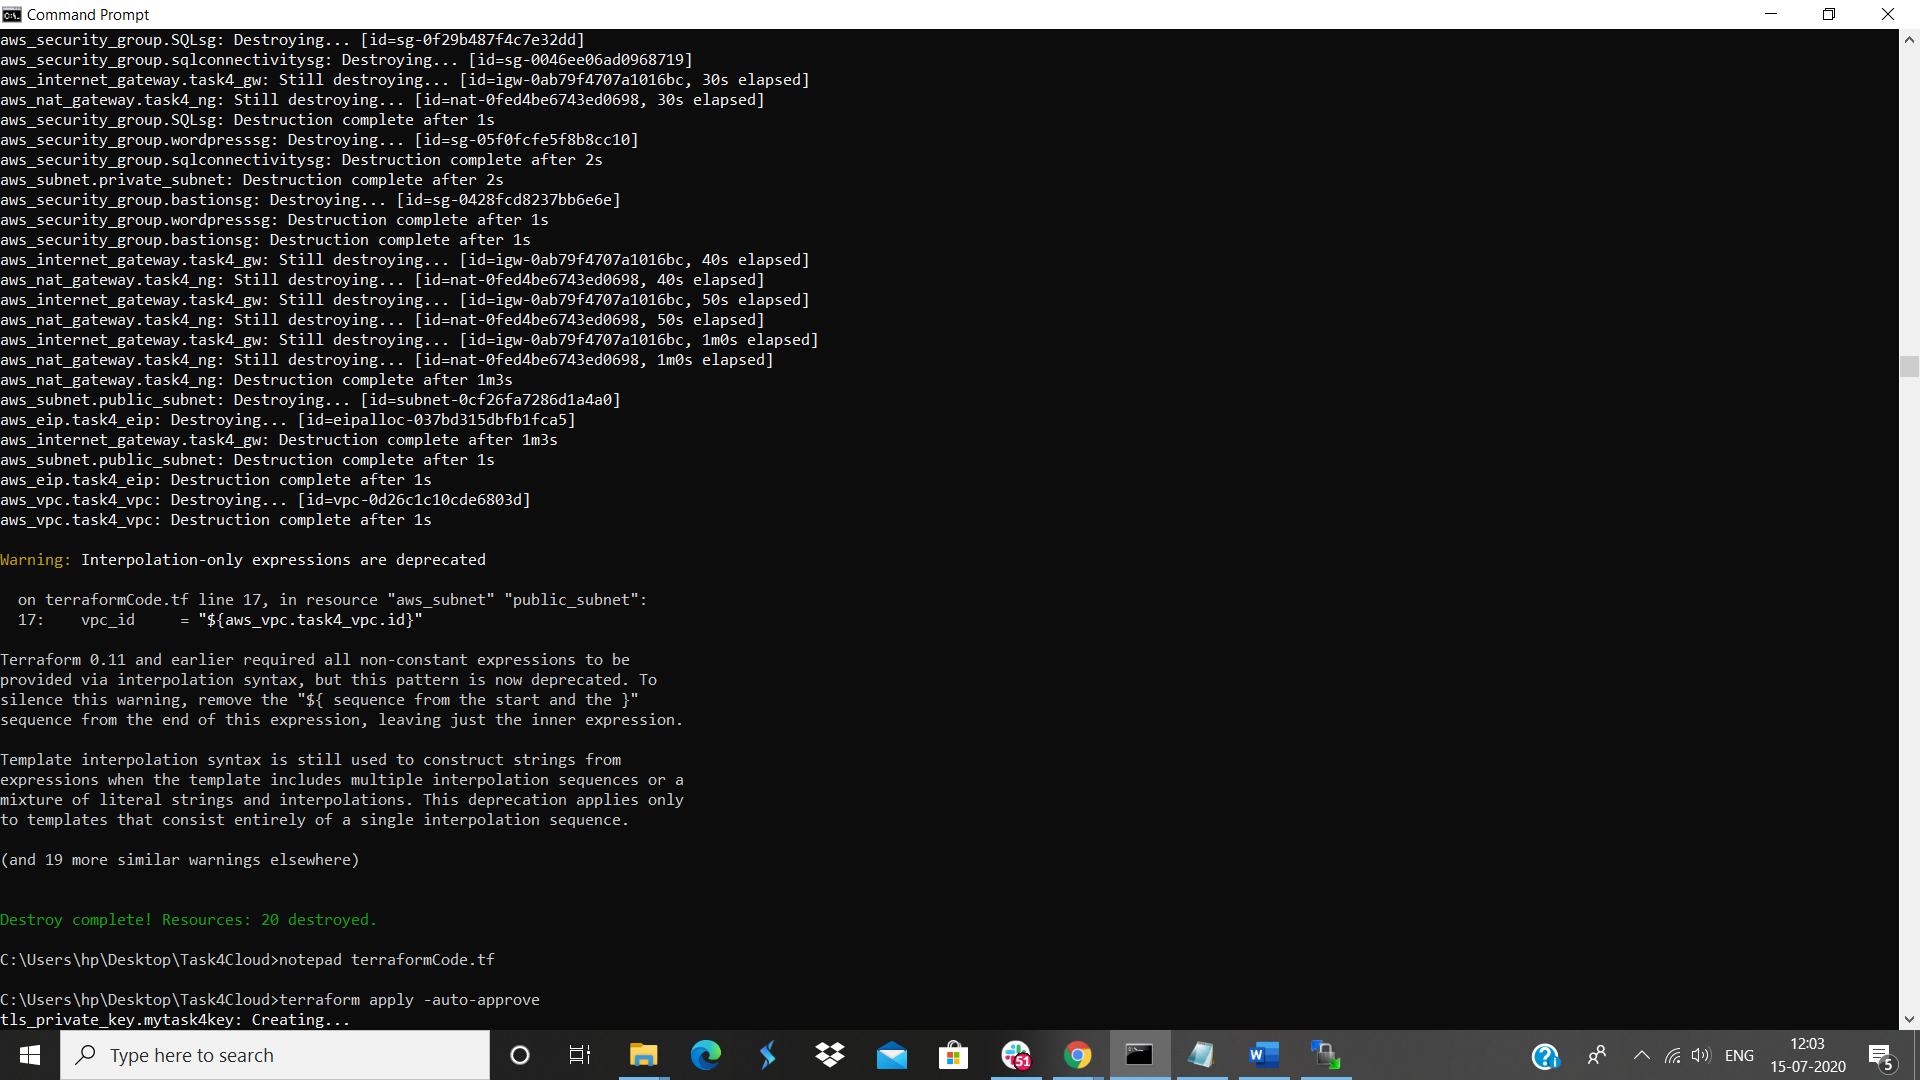 Command Prompt
aws_security_group.SQLsg: Destroying... [id=sg-0f29b487f4c7e32dd]
aws_security_group.sqlconnectivitysg: Destroying... [id=sg-0046ee06ad0968719]
aws_internet_gateway.task4_gw: Still destroying... [id=igw-0ab79f4707a1016bc, 30s elapsed]
aws_nat_gateway.task4_ng: Still destroying... [id=nat-0fed4be6743ed0698, 30s elapsed]
aws_security_group.SQLsg: Destruction complete after 1s
aws_security_group.wordpresssg: Destroying... [id=sg-05f0fcfe5f8b8cc10]
aws_security_group.sqlconnectivitysg: Destruction complete after 2s
aws_subnet.private_subnet: Destruction complete after 2s
aws_security_group.bastionsg: Destroying... [id=sg-0428fcd8237bb6e6e]
aws_security_group.wordpresssg: Destruction complete after 1s
aws_security_group.bastionsg: Destruction complete after 1s
aws_internet_gateway.task4_gw: Still destroying... [id=igw-0ab79f4707a1016bc, 40s elapsed]
aws_nat_gateway.task4_ng: Still destroying... [id=nat-0fed4be6743ed0698, 40s elapsed]
aws_internet_gateway.task4_gw: Still destroying... [id=igw-0ab79f4707a1016bc, 50s elapsed]
aws_nat_gateway.task4_ng: Still destroying... [id=nat-0fed4be6743ed0698, 50s elapsed]
aws_internet_gateway.task4_gw: Still destroying... [id=igw-0ab79f4707a1016bc, 1m0s elapsed]
aws_nat_gateway.task4_ng: Still destroying... [id=nat-0fed4be6743ed0698, 1m0s elapsed]
aws_nat_gateway.task4_ng: Destruction complete after 1m3s
aws_subnet.public_subnet: Destroying... [id=subnet-0cf26fa7286d1a4a0]
aws_eip.task4_eip: Destroying... [id=eipalloc-037bd315dbfb1fca5]
aws_internet_gateway.task4_gw: Destruction complete after 1m3s
aws_subnet.public_subnet: Destruction complete after 1s
aws_eip.task4_eip: Destruction complete after 1s
aws_vpc.task4_vpc: Destroying... [id=vpc-0d26c1c10cde6803d]
aws_vpc.task4_vpc: Destruction complete after 1s
Warning: Interpolation-only expressions are deprecated
on terraformCode.tf line 17, in resource "aws_subnet" "public_subnet":
17: vpc_id = "${aws_vpc.task4_vpc.id}"
Terraform 0.11 and earlier required all non-constant expressions to be
provided via interpolation syntax, but this pattern is now deprecated. To
silence this warning, remove the "${ sequence from the start and the }"
sequence from the end of this expression, leaving just the inner expression.
Template interpolation syntax is still used to construct strings from
expressions when the template includes multiple interpolation sequences or a
mixture of literal strings and interpolations. This deprecation applies only
to templates that consist entirely of a single interpolation sequence.
(and 19 more similar warnings elsewhere)
Destroy complete! Resources: 20 destroyed.
C:\Users\hp\Desktop\Task4Cloud>notepad terraformCode.tf
C:\Users\hp\Desktop\Task4Cloud>terraform apply -auto-approve
tls_private_key.mytask4key: Creating...
Type here to search
51
W
ENG
12:03
15-07-2020
5